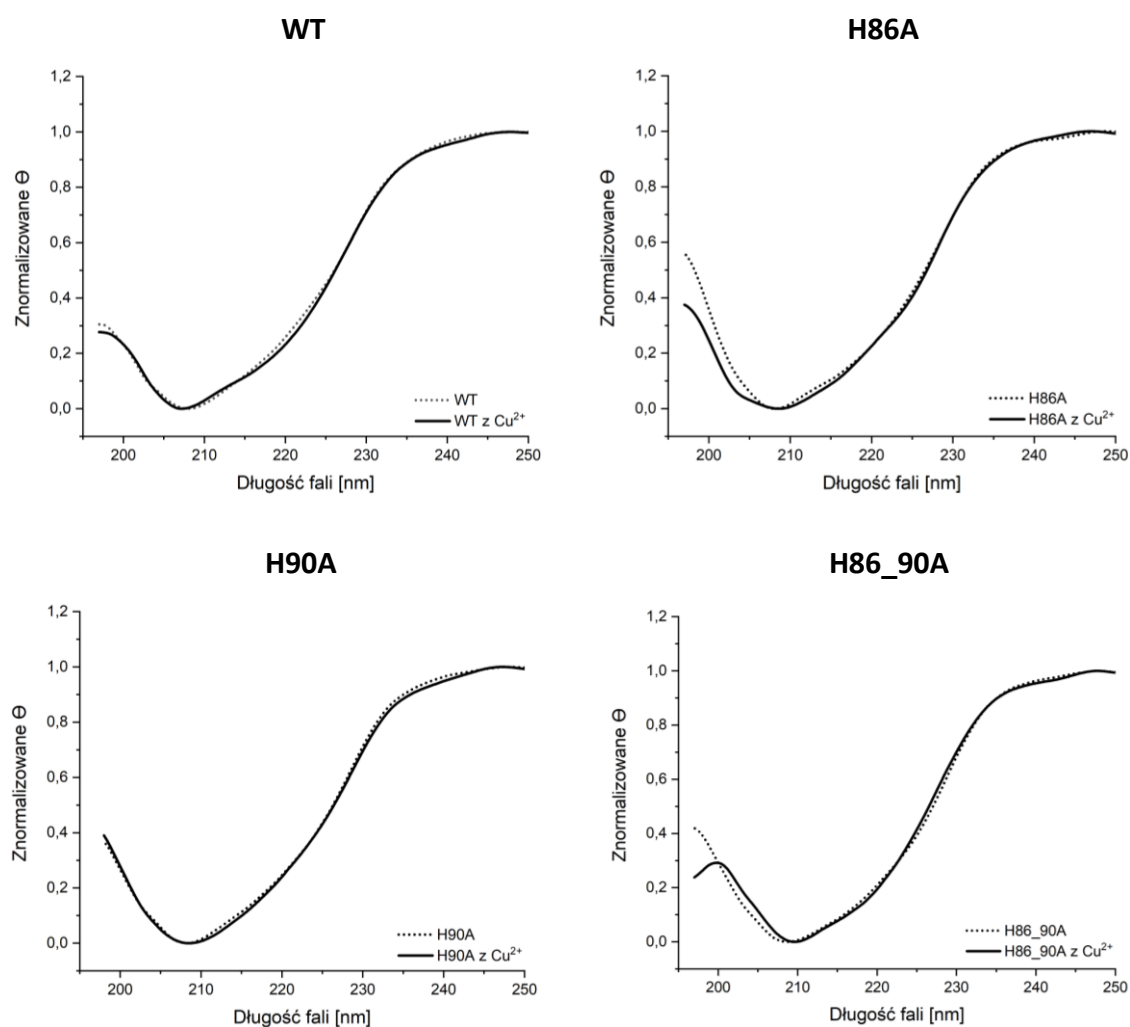 WT
1,2
1,0
0,8
0,6
0,4
0,2
0,0
Znormalizowane Θ
WT
WT z Cu²⁺
200 210 220 230 240 250
Długość fali [nm]
H86A
1,2
1,0
0,8
0,6
0,4
0,2
0,0
Znormalizowane Θ
H86A
H86A z Cu²⁺
200 210 220 230 240 250
Długość fali [nm]
H90A
1,2
1,0
0,8
0,6
0,4
0,2
0,0
Znormalizowane Θ
H90A
H90A z Cu²⁺
200 210 220 230 240 250
Długość fali [nm]
H86_90A
1,2
1,0
0,8
0,6
0,4
0,2
0,0
Znormalizowane Θ
H86_90A
H86_90A z Cu²⁺
200 210 220 230 240 250
Długość fali [nm]